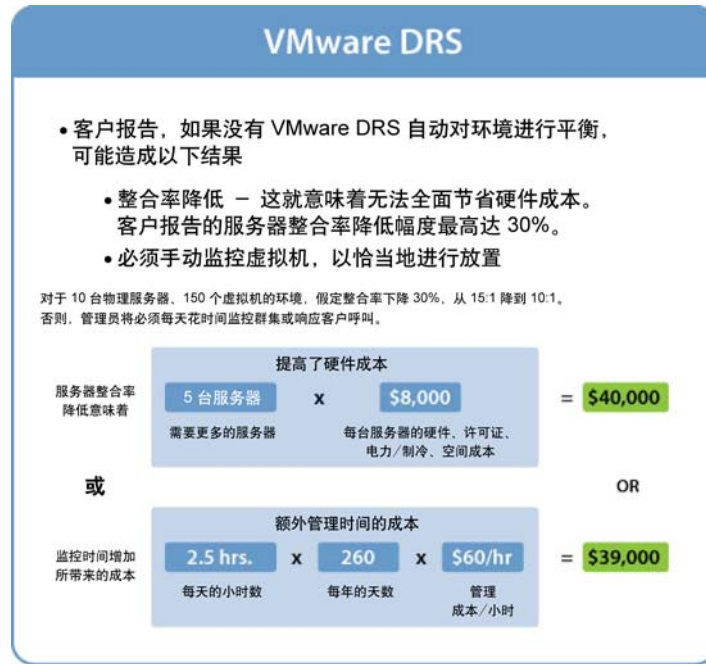 VMware DRS
• 客户报告，如果没有 VMware DRS 自动对环境进行平衡，
可能造成以下结果
• 整合率降低 – 这就意味着无法全面节省硬件成本。
客户报告的服务器整合率降低幅度最高达 30%。
• 必须手动监控虚拟机，以恰当地进行放置
对于 10 台物理服务器、150 个虚拟机的环境，假定整合率下降 30%，从 15:1 降到 10:1。
否则，管理员将必须每天花时间监控群集或响应客户呼叫。
提高了硬件成本
服务器整合率
降低意味着
5 台服务器 x $8,000 = $40,000
需要更多的服务器
每台服务器的硬件、许可证、
电力/制冷、空间成本
或 OR
额外管理时间的成本
监控时间增加
所带来的成本
2.5 hrs. x 260 x $60/hr = $39,000
每天的小时数 每年的天数 管理
成本/小时